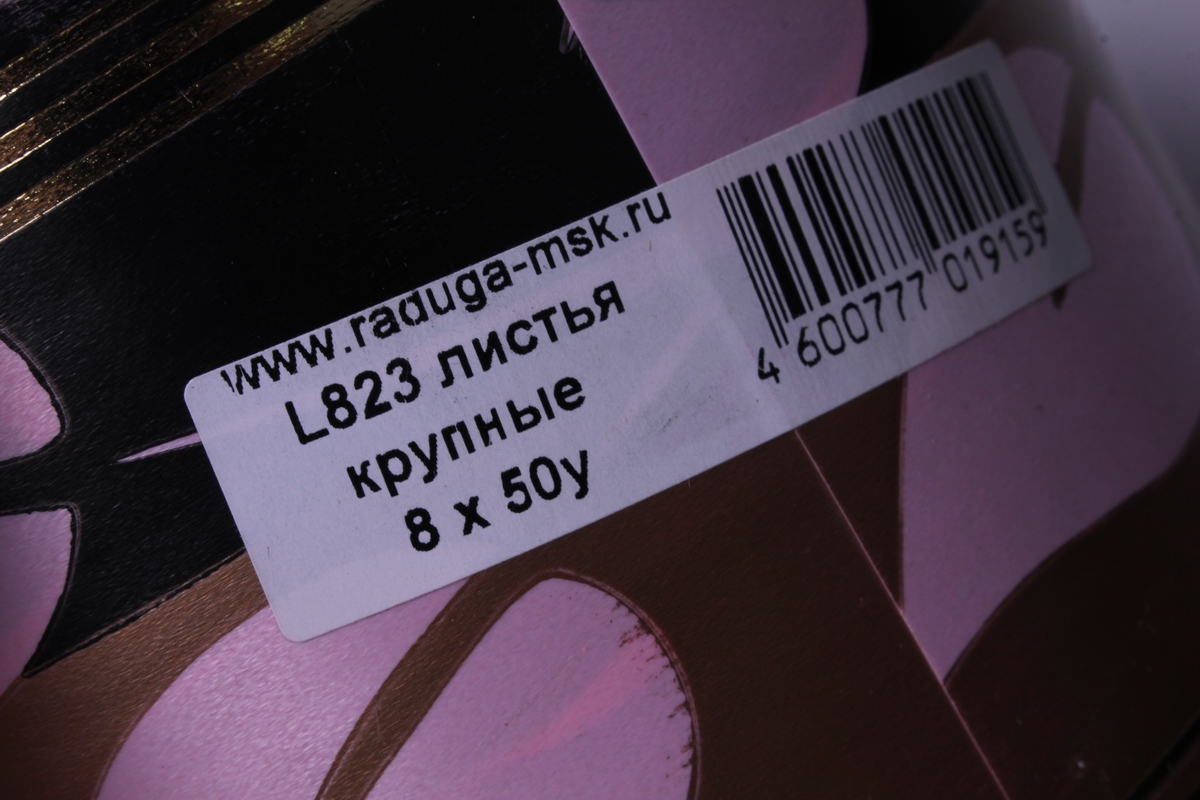 www.raduga-msk.ru
L823 листья
крупные
8 x 50y
4 600777 019159